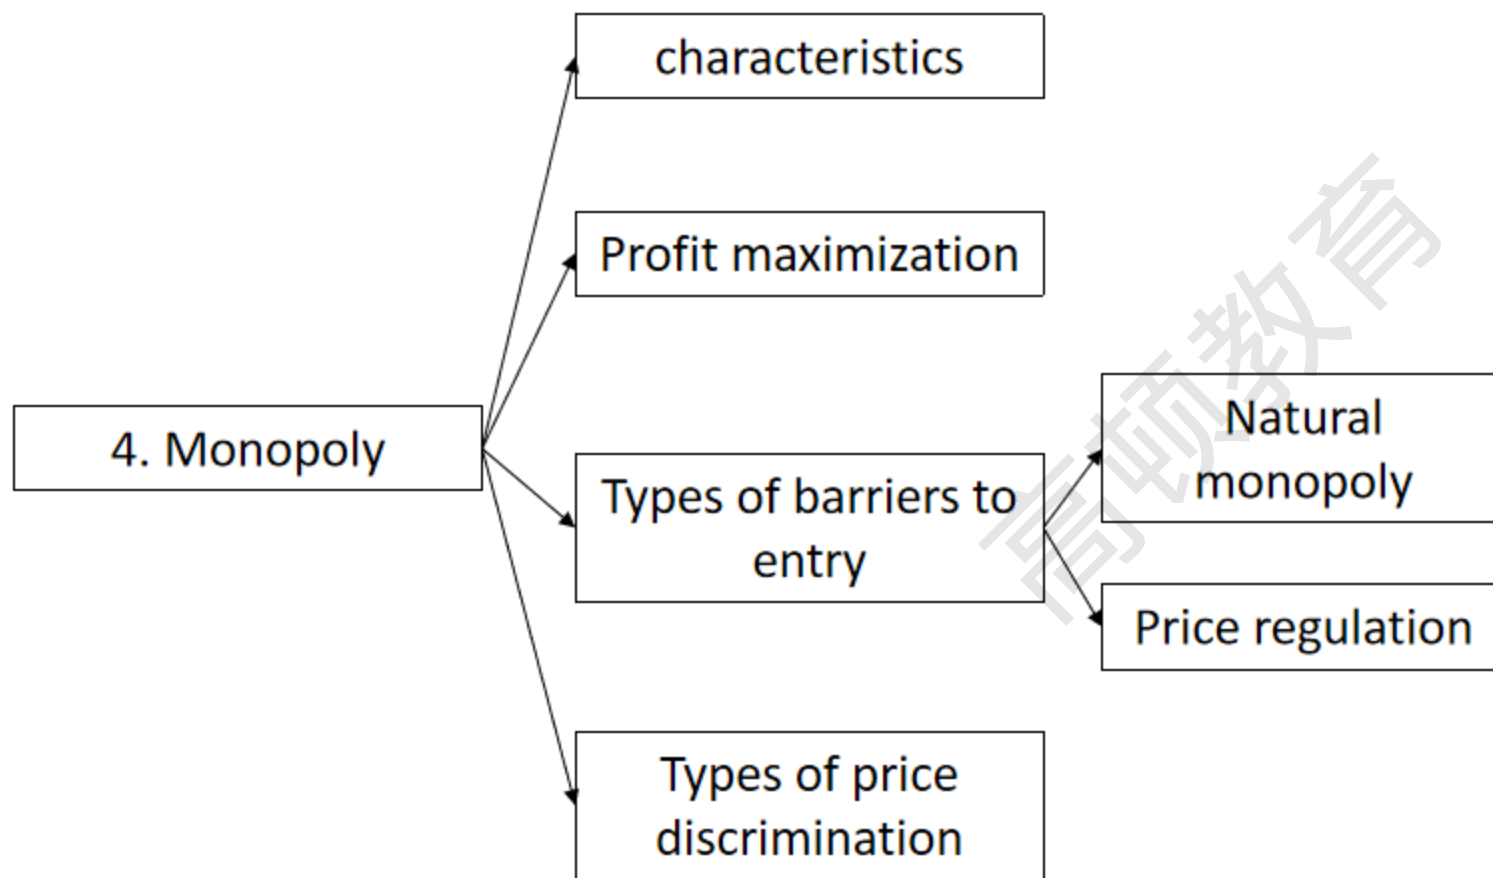 characteristics
Profit maximization
4. Monopoly
Types of barriers to
entry
Natural
monopoly
Price regulation
Types of price
discrimination
高顿教育